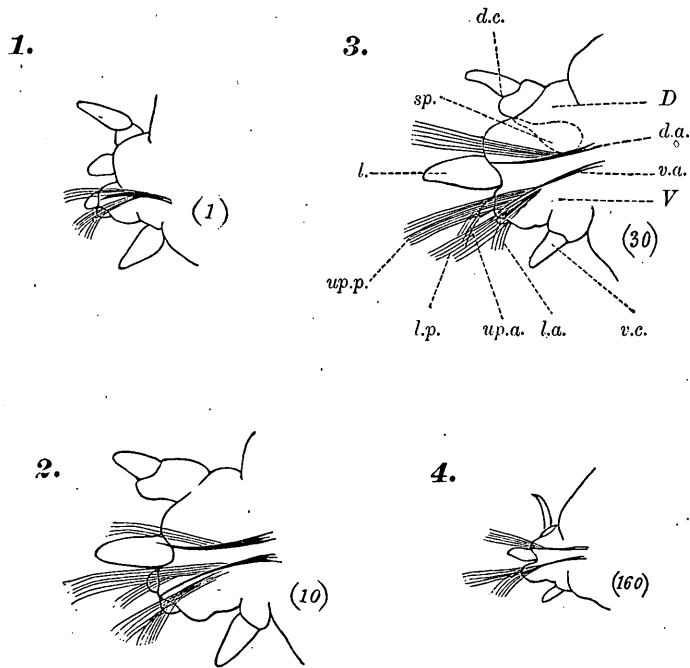 1.
(1)
3.
d.c.
sp.
D
d.a.
l.
v.a.
V
(30)
up.p.
l.p.
up.a.
l.a.
v.c.
2.
(10)
4.
(160)